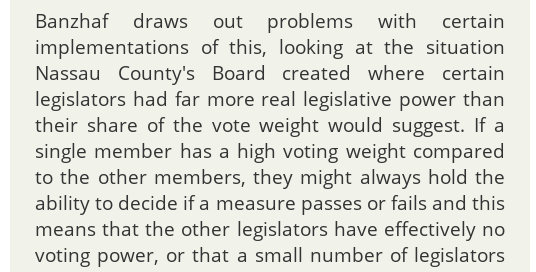 Banzhaf draws out problems with certain
implementations of this, looking at the situation
Nassau County's Board created where certain
legislators had far more real legislative power than
their share of the vote weight would suggest. If a
single member has a high voting weight compared
to the other members, they might always hold the
ability to decide if a measure passes or fails and this
means that the other legislators have effectively no
voting power, or that a small number of legislators